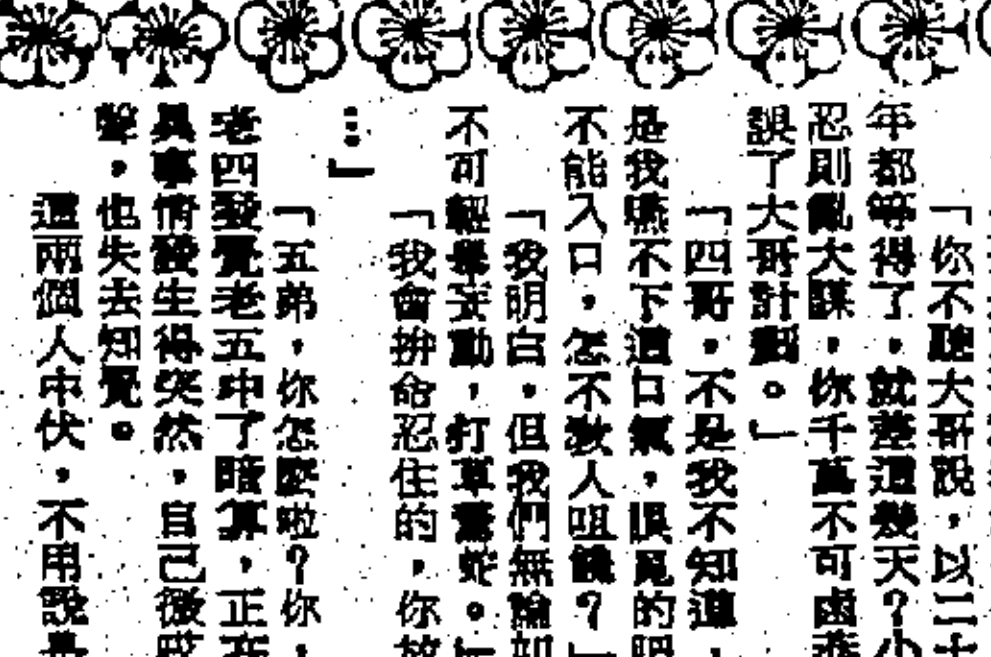 「你不聽大哥說，以二十
年都等得了，就差這幾天？小
忍則亂大謀，你千萬不可鹵莽
誤了大哥計劃。」
「四哥，不是我不知道，
是我嚥不下這口氣，眼見的肥
不能入口，怎不教人咀饞？」
「我明白，但我們無論如
不可輕舉妄動，打草驚蛇。」
「我會拚命忍住的，你放
…」
「五弟，你怎麼啦？你，
老四發覺老五中了暗算，正在
異事情發生得突然，自己微
聲，也失去知覺。
這兩個人中伏，不用說是